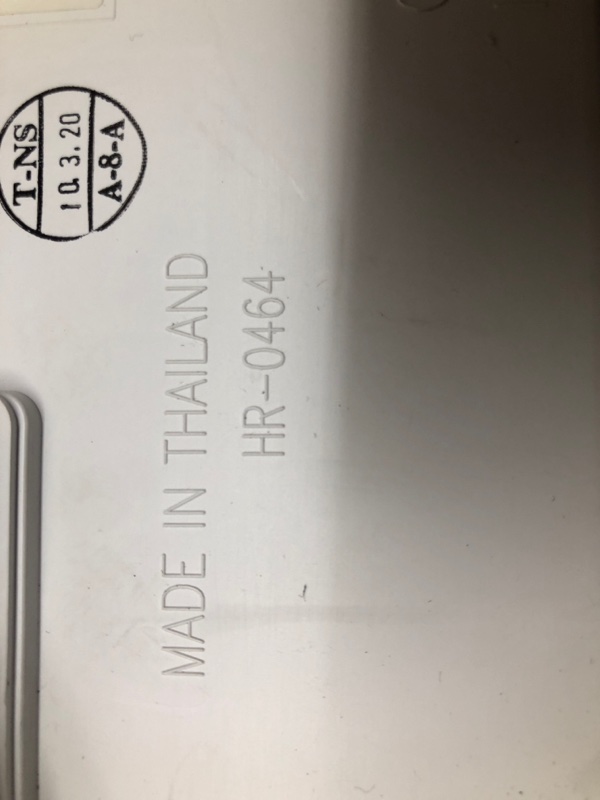 T-NS
10.3.20
A-8-A
MADE IN THAILAND
HR-0464